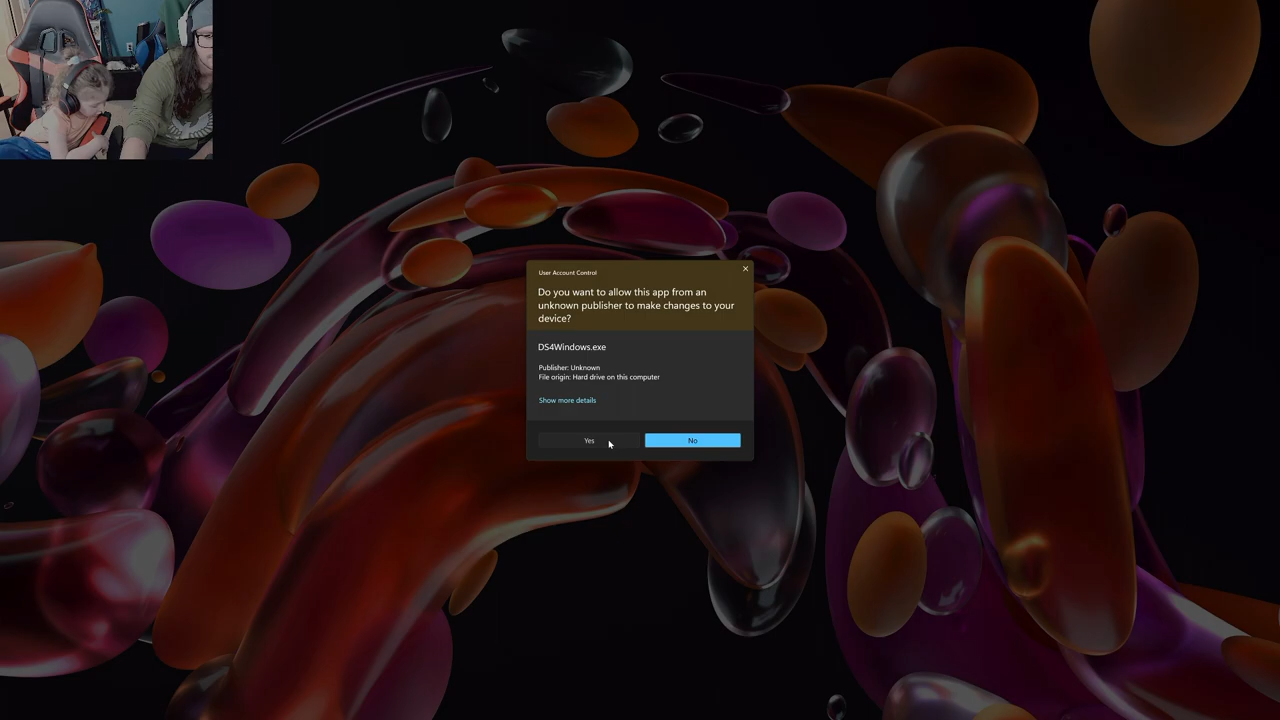 User Account Control
Do you want to allow this app from an
unknown publisher to make changes to your
device?
DS4Windows.exe
Publisher: Unknown
File origin: Hard drive on this computer
Show more details
Yes
No